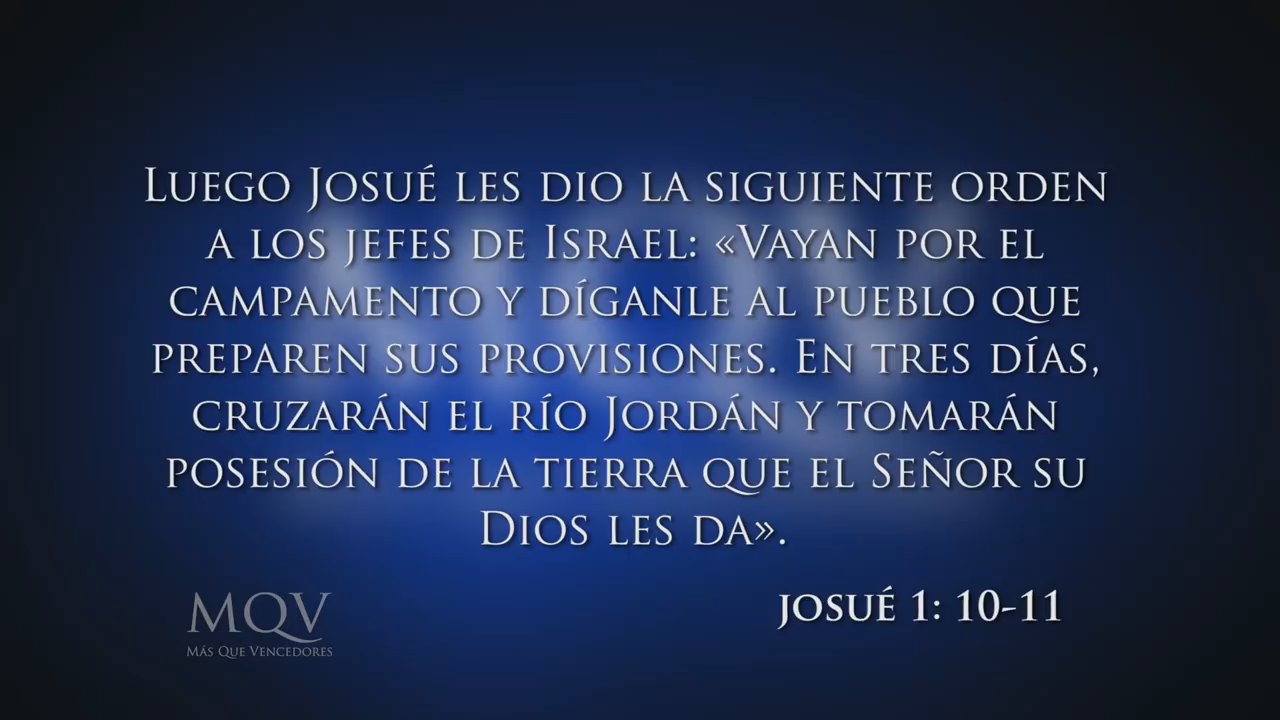 Luego Josué les dio la siguiente orden
a los jefes de Israel: «Vayan por el
campamento y díganle al pueblo que
preparen sus provisiones. En tres días,
cruzarán el río Jordán y tomarán
posesión de la tierra que el Señor su
Dios les da».
Josué 1: 10-11
MQV
Más Que Vencedores